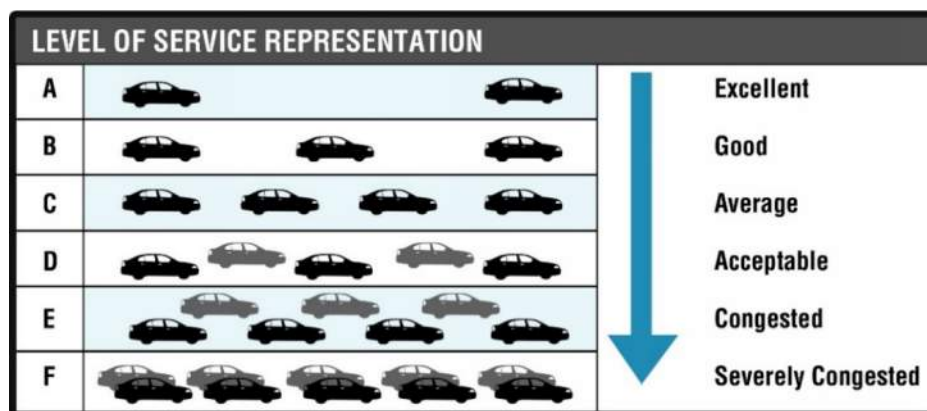 LEVEL OF SERVICE REPRESENTATION
A Excellent
B Good
C Average
D Acceptable
E Congested
F Severely Congested